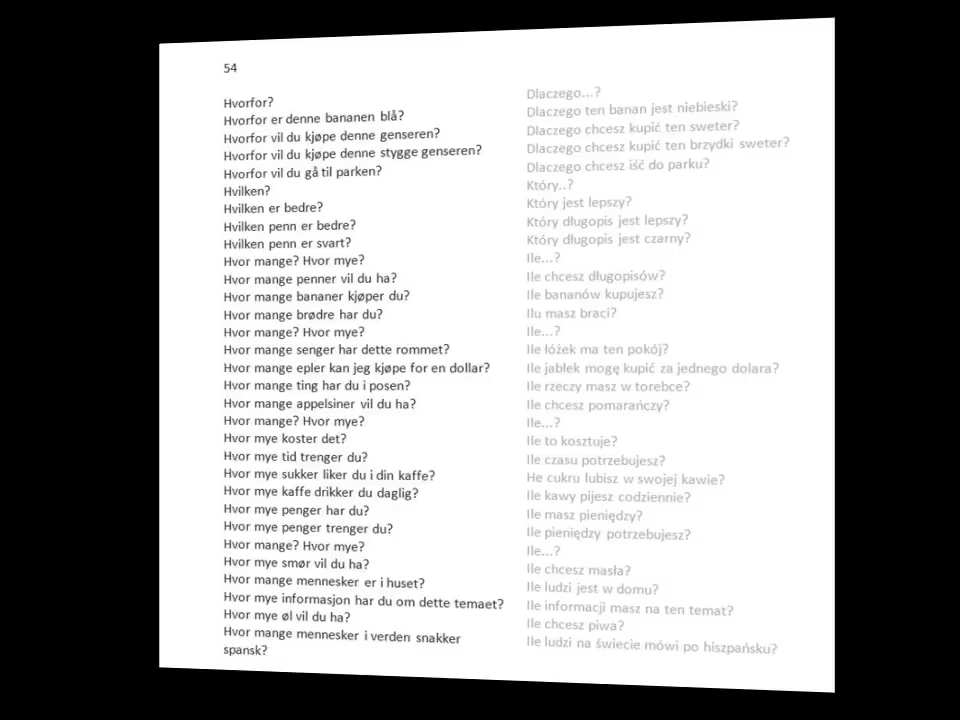 54
Hvorfor?
Hvorfor er denne bananen blå?
Hvorfor vil du kjøpe denne genseren?
Hvorfor vil du kjøpe denne stygge genseren?
Hvorfor vil du gå til parken?
Hvilken?
Hvilken er bedre?
Hvilken penn er bedre?
Hvilken penn er svart?
Hvor mange? Hvor mye?
Hvor mange penner vil du ha?
Hvor mange bananer kjøper du?
Hvor mange brødre har du?
Hvor mange? Hvor mye?
Hvor mange senger har dette rommet?
Hvor mange epler kan jeg kjøpe for en dollar?
Hvor mange ting har du i posen?
Hvor mange appelsiner vil du ha?
Hvor mange? Hvor mye?
Hvor mye koster det?
Hvor mye tid trenger du?
Hvor mye sukker liker du i din kaffe?
Hvor mye kaffe drikker du daglig?
Hvor mye penger har du?
Hvor mye penger trenger du?
Hvor mange? Hvor mye?
Hvor mye smør vil du ha?
Hvor mange mennesker er i huset?
Hvor mye informasjon har du om dette temaet?
Hvor mye øl vil du ha?
Hvor mange mennesker i verden snakker
spansk?
Dlaczego...?
Dlaczego ten banan jest niebieski?
Dlaczego chcesz kupić ten sweter?
Dlaczego chcesz kupić ten brzydki sweter?
Dlaczego chcesz iść do parku?
Który..?
Który jest lepszy?
Który długopis jest lepszy?
Który długopis jest czarny?
Ile...?
Ile chcesz długopisów?
Ile bananów kupujesz?
Ilu masz braci?
Ile...?
Ile łóżek ma ten pokój?
Ile jabłek mogę kupić za jednego dolara?
Ile rzeczy masz w torebce?
Ile chcesz pomarańczy?
Ile...?
Ile to kosztuje?
Ile czasu potrzebujesz?
He cukru lubisz w swojej kawie?
Ile kawy pijesz codziennie?
Ile masz pieniędzy?
Ile pieniędzy potrzebujesz?
Ile...?
Ile chcesz masła?
Ile ludzi jest w domu?
Ile informacji masz na ten temat?
Ile chcesz piwa?
Ile ludzi na świecie mówi po hiszpańsku?